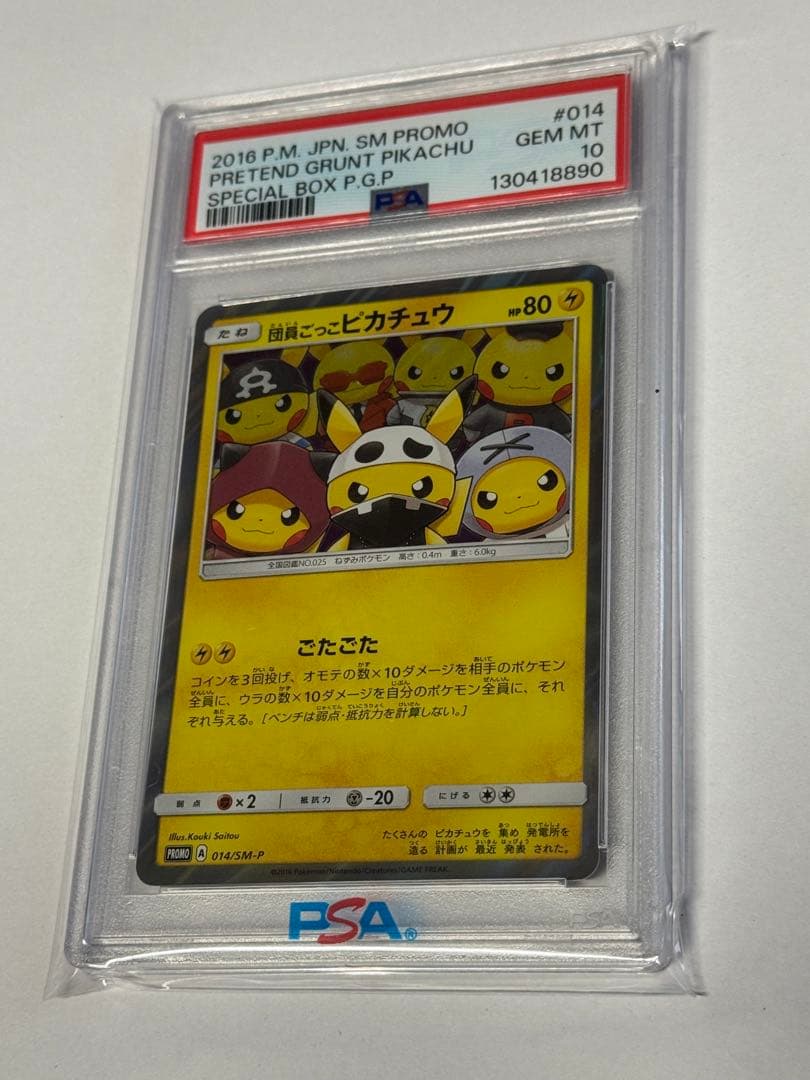 2016 P.M. JPN. SM PROMO #014
PRETEND GRUNT PIKACHU GEM MT
SPECIAL BOX P.G.P 10
130418890
PSA
たね 団員ごっこピカチュウ HP80
全国図鑑NO.025 ねずみポケモン 高さ:0.4m 重さ:6.0kg
ごたごた
コインを3回投げ、オモテの数×10ダメージを相手のポケモン
全員に、ウラの数×10ダメージを自分のポケモン全員に、それ
ぞれ与える。[ベンチは弱点・抵抗力を計算しない。]
弱点 ×2 抵抗力 -20 にげる
Illus.Kouki Saitou
たくさんの ピカチュウを 集め 発電所を
造る 計画が 最近 発表 された。
PROMO A 014/SM-P
©2016 Pokémon/Nintendo/Creatures/GAME FREAK.
PSA®
PSA